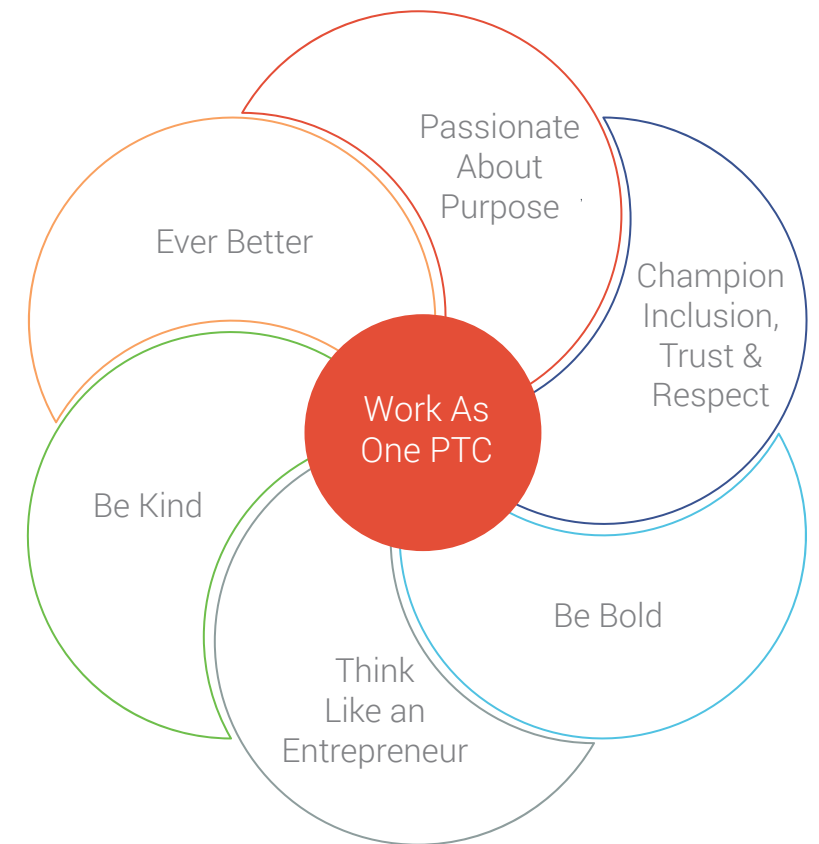 Passionate
About
Purpose
Champion
Inclusion,
Trust &
Respect
Be Bold
Think
Like an
Entrepreneur
Be Kind
Ever Better
Work As
One PTC